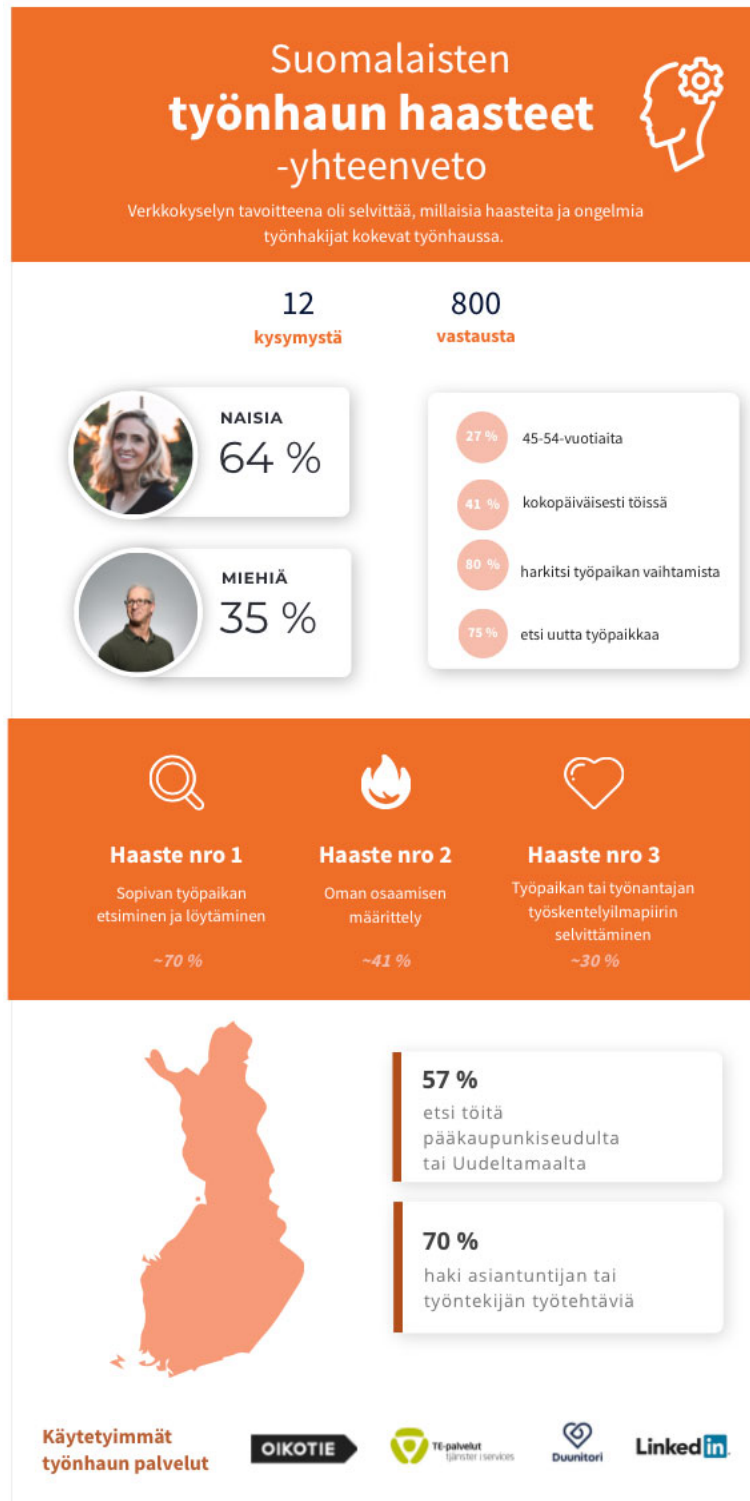 Suomalaisten
työnhaun haasteet
-yhteenveto
Verkkokyselyn tavoitteena oli selvittää, millaisia haasteita ja ongelmia
työnhakijat kokevat työnhaussa.
12
kysymystä
800
vastausta
NAISIA
64 %
MIEHIÄ
35 %
27 %
45-54-vuotiaita
41 %
kokopäiväisesti töissä
80 %
harkitsi työpaikan vaihtamista
75 %
etsi uutta työpaikkaa
Haaste nro 1
Sopivan työpaikan
etsiminen ja löytäminen
~70 %
Haaste nro 2
Oman osaamisen
määrittely
~41 %
Haaste nro 3
Työpaikan tai työnantajan
työskentelyilmapiirin
selvittäminen
~30 %
57 %
etsi töitä
pääkaupunkiseudulta
tai Uudeltamaalta
70 %
haki asiantuntijan tai
työntekijän työtehtäviä
Käytetyimmät
työnhaun palvelut
OIKOTIE
TE-palvelut
tjänster i services
Duunitori
Linked in